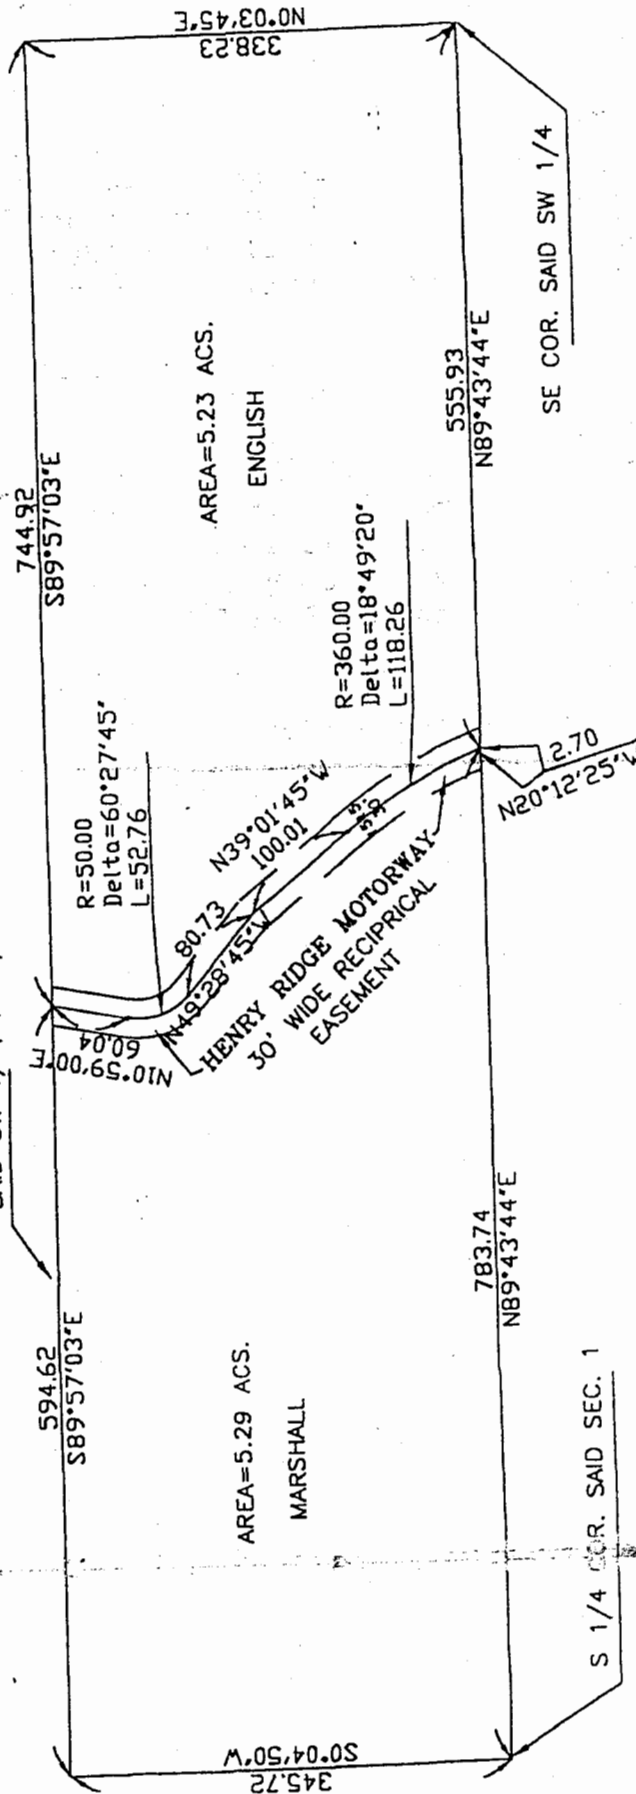 N0°03'45"E
338.23
744.92
S89°57'03"E
AREA=5.23 ACS.
ENGLISH
SE COR. SAID SW 1/4
555.93
N89°43'44"E
R=360.00
Delta=18°49'20"
L=118.26
R=50.00
Delta=60°27'45"
L=52.76
N39°01'45"W
100.01
80.73
N49°28'45"W
2.70
N20°12'25"W
HENRY RIDGE MOTORWAY
30' WIDE RECIPRICAL
EASEMENT
60.04
N10°59'00"E
594.62
S89°57'03"E
AREA=5.29 ACS.
MARSHALL
783.74
N89°43'44"E
S 1/4 COR. SAID SEC. 1
S0°04'50"W
345.72